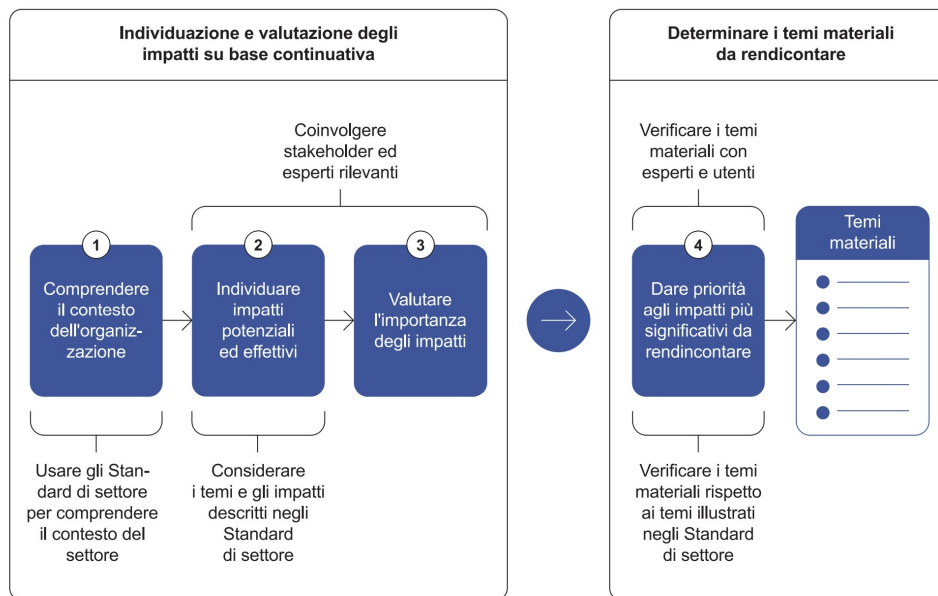 Individuazione e valutazione degli
impatti su base continuativa
Coinvolgere
stakeholder ed
esperti rilevanti
1
Comprendere
il contesto
dell'organiz-
zazione
2
Individuare
impatti
potenziali
ed effettivi
3
Valutare
l'importanza
degli impatti
Usare gli Stan-
dard di settore
per comprendere
il contesto del
settore
Considerare
i temi e gli impatti
descritti negli
Standard
di settore
Determinare i temi materiali
da rendicontare
Verificare i temi
materiali con
esperti e utenti
4
Dare priorità
agli impatti più
significativi da
rendincontare
Temi
materiali
Verificare i temi
materiali rispetto
ai temi illustrati
negli Standard
di settore